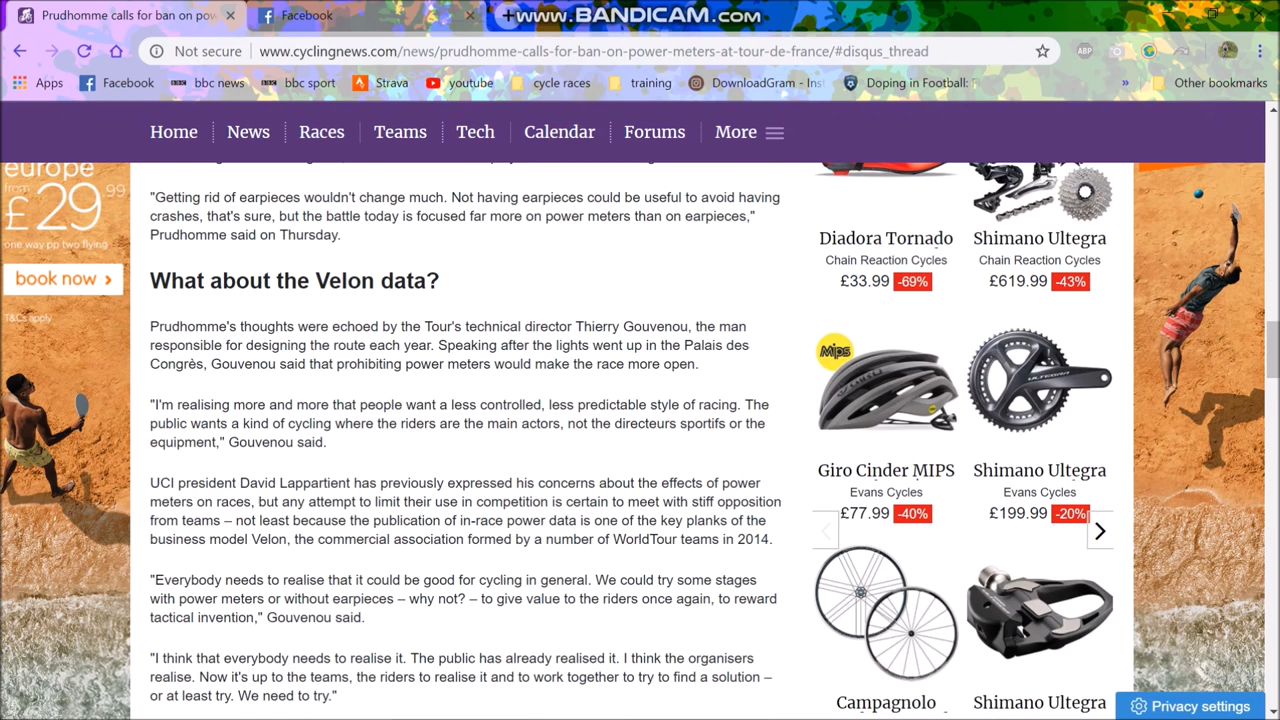 Prudhomme calls for ban on pow
Facebook
www.BANDICAM.com
Not secure
www.cyclingnews.com/news/prudhomme-calls-for-ban-on-power-meters-at-tour-de-france/#disqus_thread
ABP
Apps
Facebook
bbc news
bbc sport
Strava
youtube
cycle races
training
DownloadGram - Inst
Doping in Football:
»
Other bookmarks
Home
News
Races
Teams
Tech
Calendar
Forums
More
europe
from
£29.99
one way pp two flying
book now >
T&Cs apply
"Getting rid of earpieces wouldn't change much. Not having earpieces could be useful to avoid having
crashes, that's sure, but the battle today is focused far more on power meters than on earpieces,"
Prudhomme said on Thursday.
What about the Velon data?
Prudhomme's thoughts were echoed by the Tour's technical director Thierry Gouvenou, the man
responsible for designing the route each year. Speaking after the lights went up in the Palais des
Congrès, Gouvenou said that prohibiting power meters would make the race more open.
"I'm realising more and more that people want a less controlled, less predictable style of racing. The
public wants a kind of cycling where the riders are the main actors, not the directeurs sportifs or the
equipment," Gouvenou said.
UCI president David Lappartient has previously expressed his concerns about the effects of power
meters on races, but any attempt to limit their use in competition is certain to meet with stiff opposition
from teams – not least because the publication of in-race power data is one of the key planks of the
business model Velon, the commercial association formed by a number of WorldTour teams in 2014.
"Everybody needs to realise that it could be good for cycling in general. We could try some stages
with power meters or without earpieces – why not? – to give value to the riders once again, to reward
tactical invention," Gouvenou said.
"I think that everybody needs to realise it. The public has already realised it. I think the organisers
realise. Now it's up to the teams, the riders to realise it and to work together to try to find a solution –
or at least try. We need to try."
Diadora Tornado
Chain Reaction Cycles
£33.99 -69%
Shimano Ultegra
Chain Reaction Cycles
£619.99 -43%
Mips
GIRO
ULTEGRA
Giro Cinder MIPS
Evans Cycles
£77.99 -40%
Shimano Ultegra
Evans Cycles
£199.99 -20%
Campagnolo
Shimano Ultegra
Privacy settings